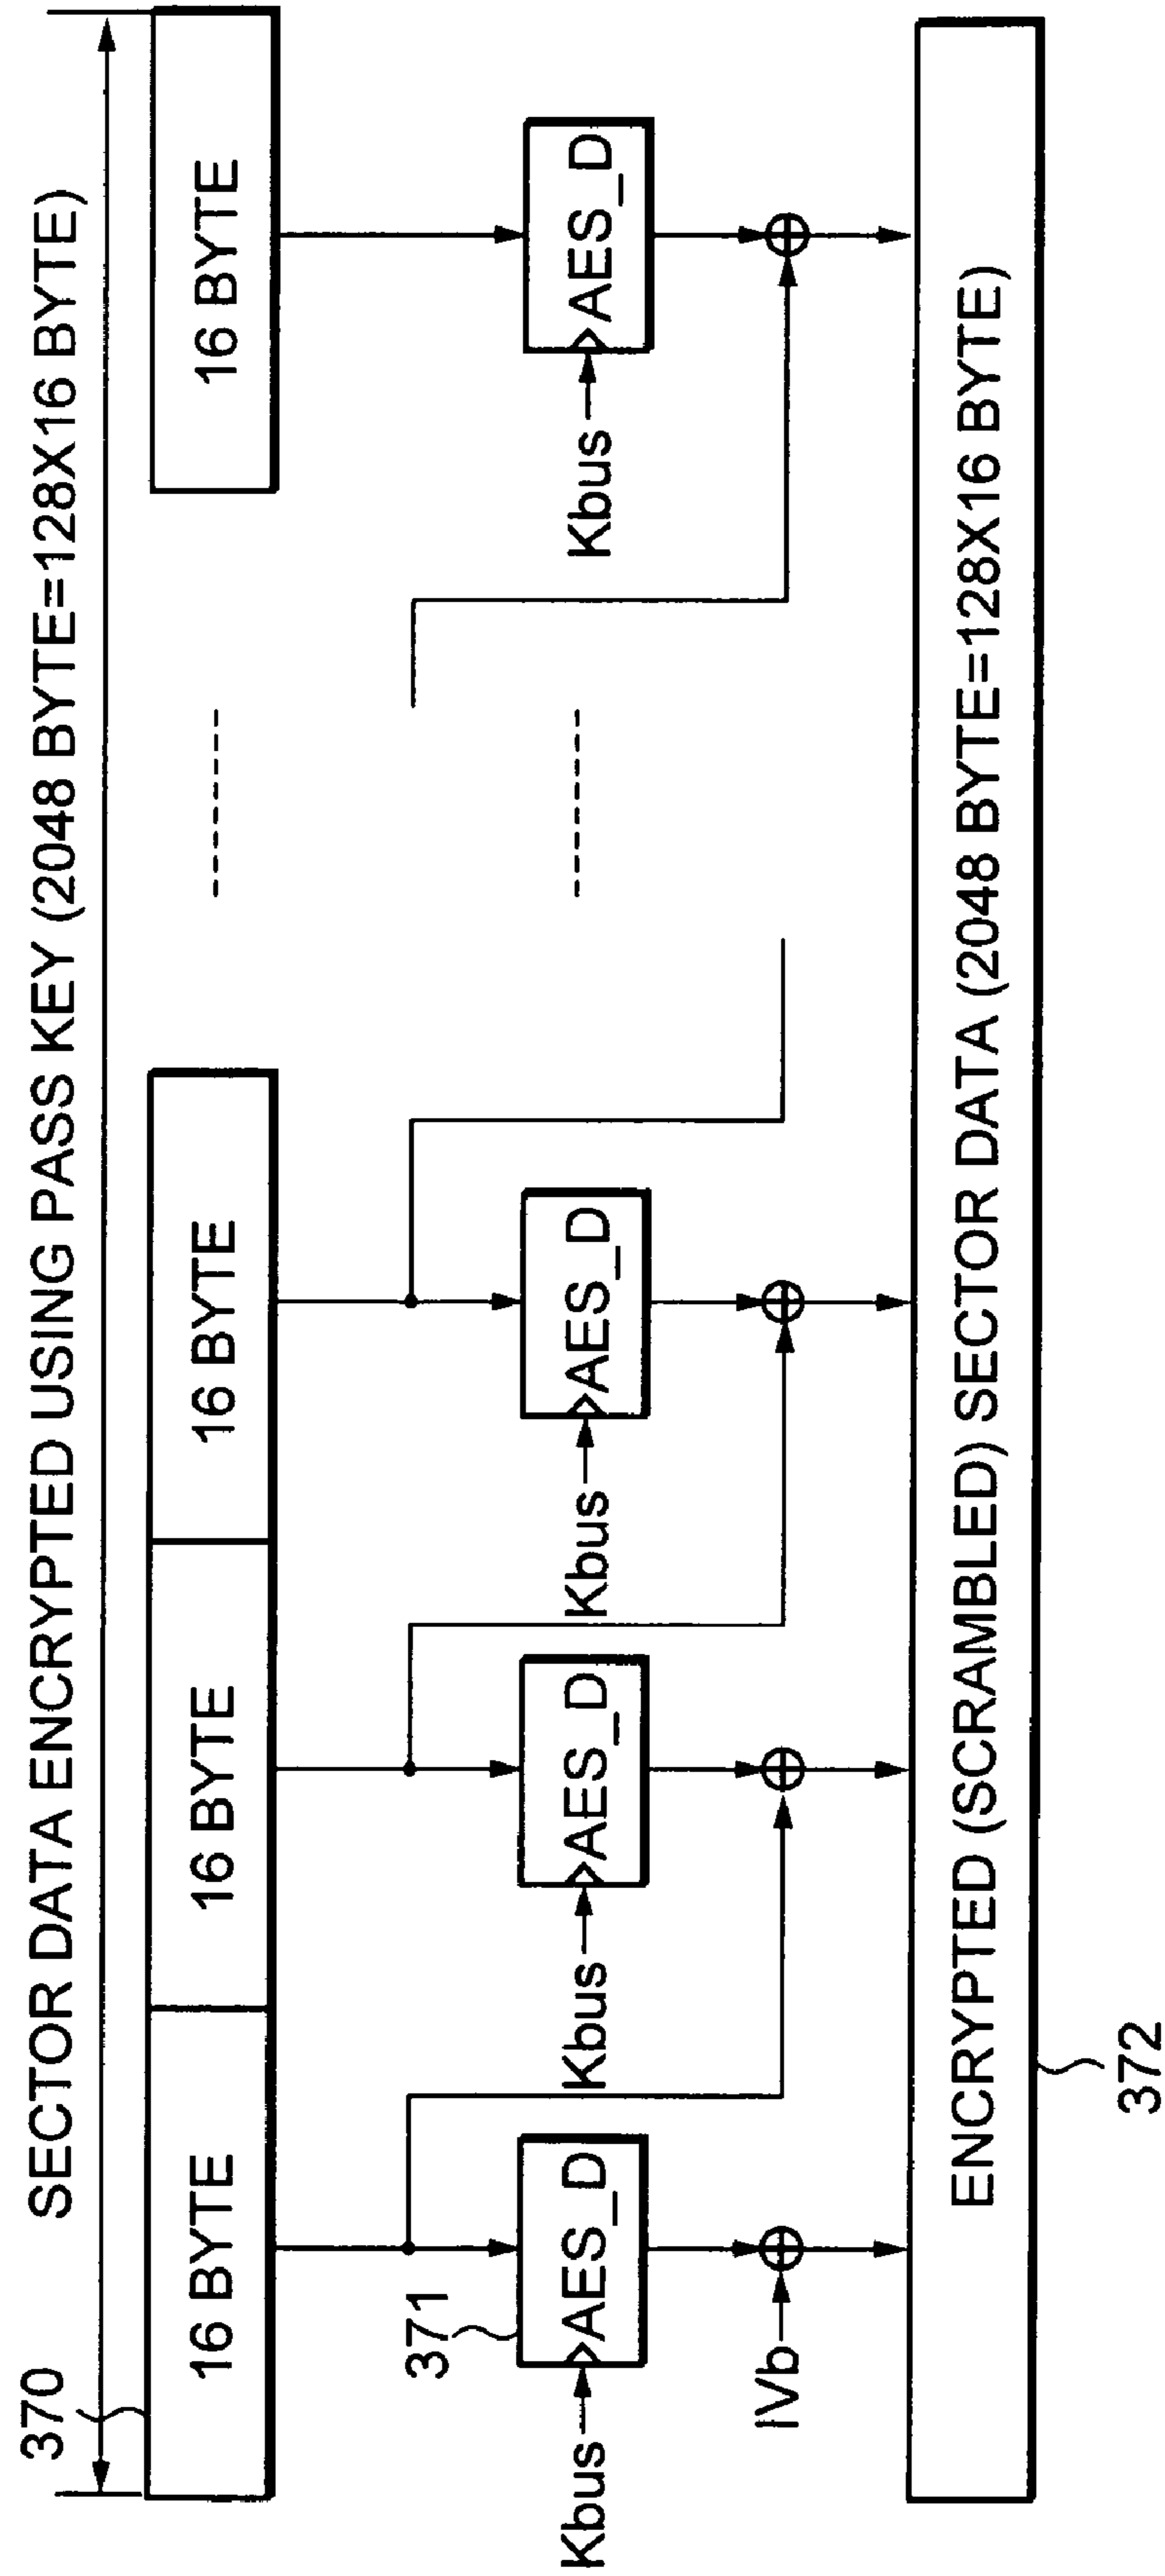 370
SECTOR DATA ENCRYPTED USING PASS KEY (2048 BYTE=128X16 BYTE)
16 BYTE
16 BYTE
16 BYTE
16 BYTE
371
Kbus
AES_D
Kbus
AES_D
Kbus
AES_D
Kbus
AES_D
IVb
ENCRYPTED (SCRAMBLED) SECTOR DATA (2048 BYTE=128X16 BYTE)
372